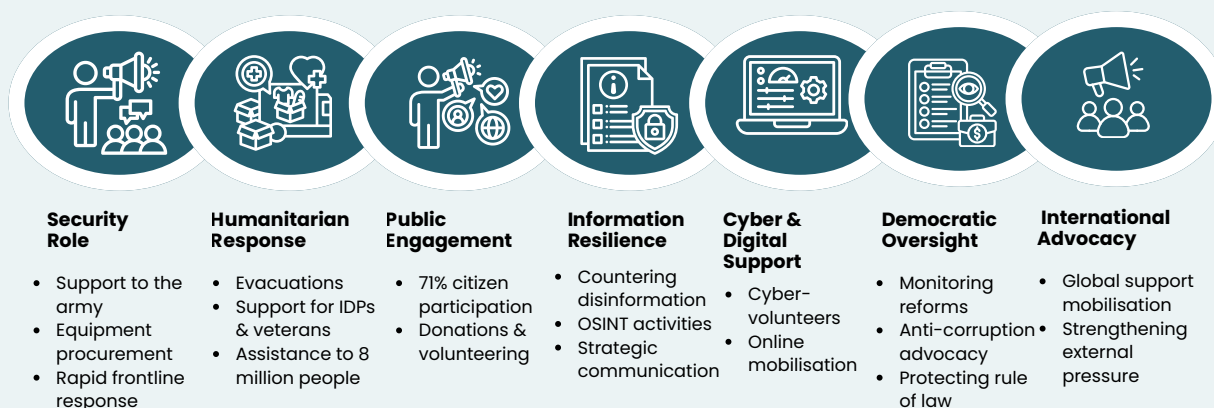 Security
Role
• Support to the
army
• Equipment
procurement
• Rapid frontline
response
Humanitarian
Response
• Evacuations
• Support for IDPs
& veterans
• Assistance to 8
million people
Public
Engagement
• 71% citizen
participation
• Donations &
volunteering
Information
Resilience
• Countering
disinformation
• OSINT activities
• Strategic
communication
Cyber &
Digital
Support
• Cyber-
volunteers
• Online
mobilisation
Democratic
Oversight
• Monitoring
reforms
• Anti-corruption
advocacy
• Protecting rule
of law
International
Advocacy
• Global support
mobilisation
• Strengthening
external
pressure